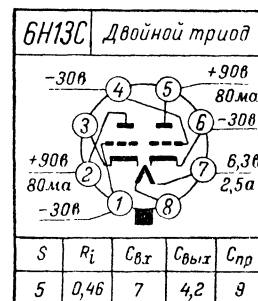 6Н13С Двойной триод
−30в 4 5 +90в
80ма
3 6 −30в
+90в 2 7 6,3в
80ма 2,5а
−30в 1 8
S Ri Cвх Cвых Cпр
5 0,46 7 4,2 9